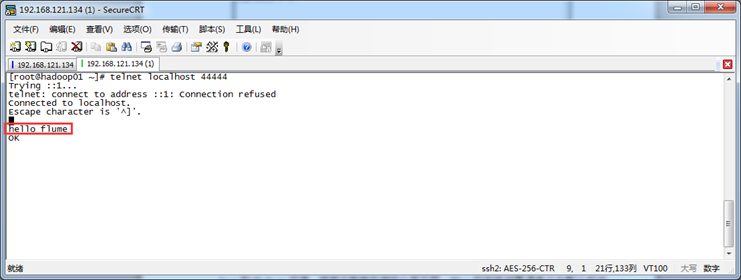 192.168.121.134 (1) - SecureCRT
文件(F) 编辑(E) 查看(V) 选项(O) 传输(T) 脚本(S) 工具(L) 帮助(H)
192.168.121.134 192.168.121.134 (1)
[root@hadoop01 ~]# telnet localhost 44444
Trying ::1...
telnet: connect to address ::1: Connection refused
Connected to localhost.
Escape character is '^]'.
hello flume
OK
就绪 ssh2: AES-256-CTR 9, 1 21行,133列 VT100 大写 数字